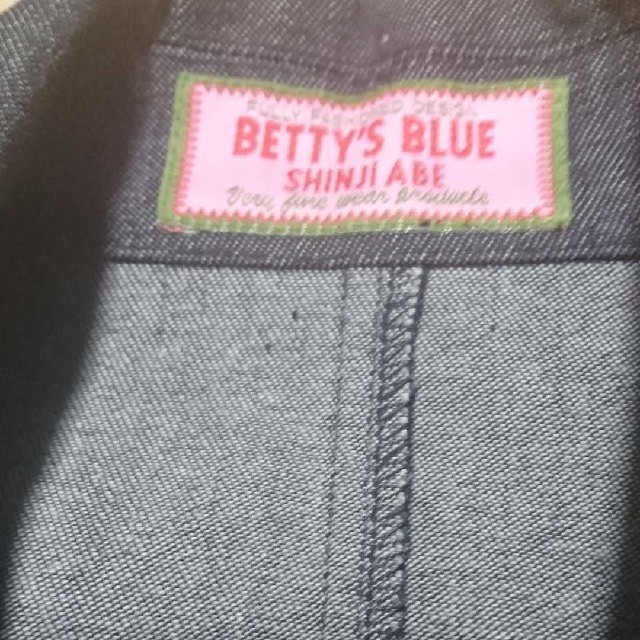 FULLY FASHIONED DESIGN
BETTY'S BLUE
SHINJI ABE
Very fine wear products